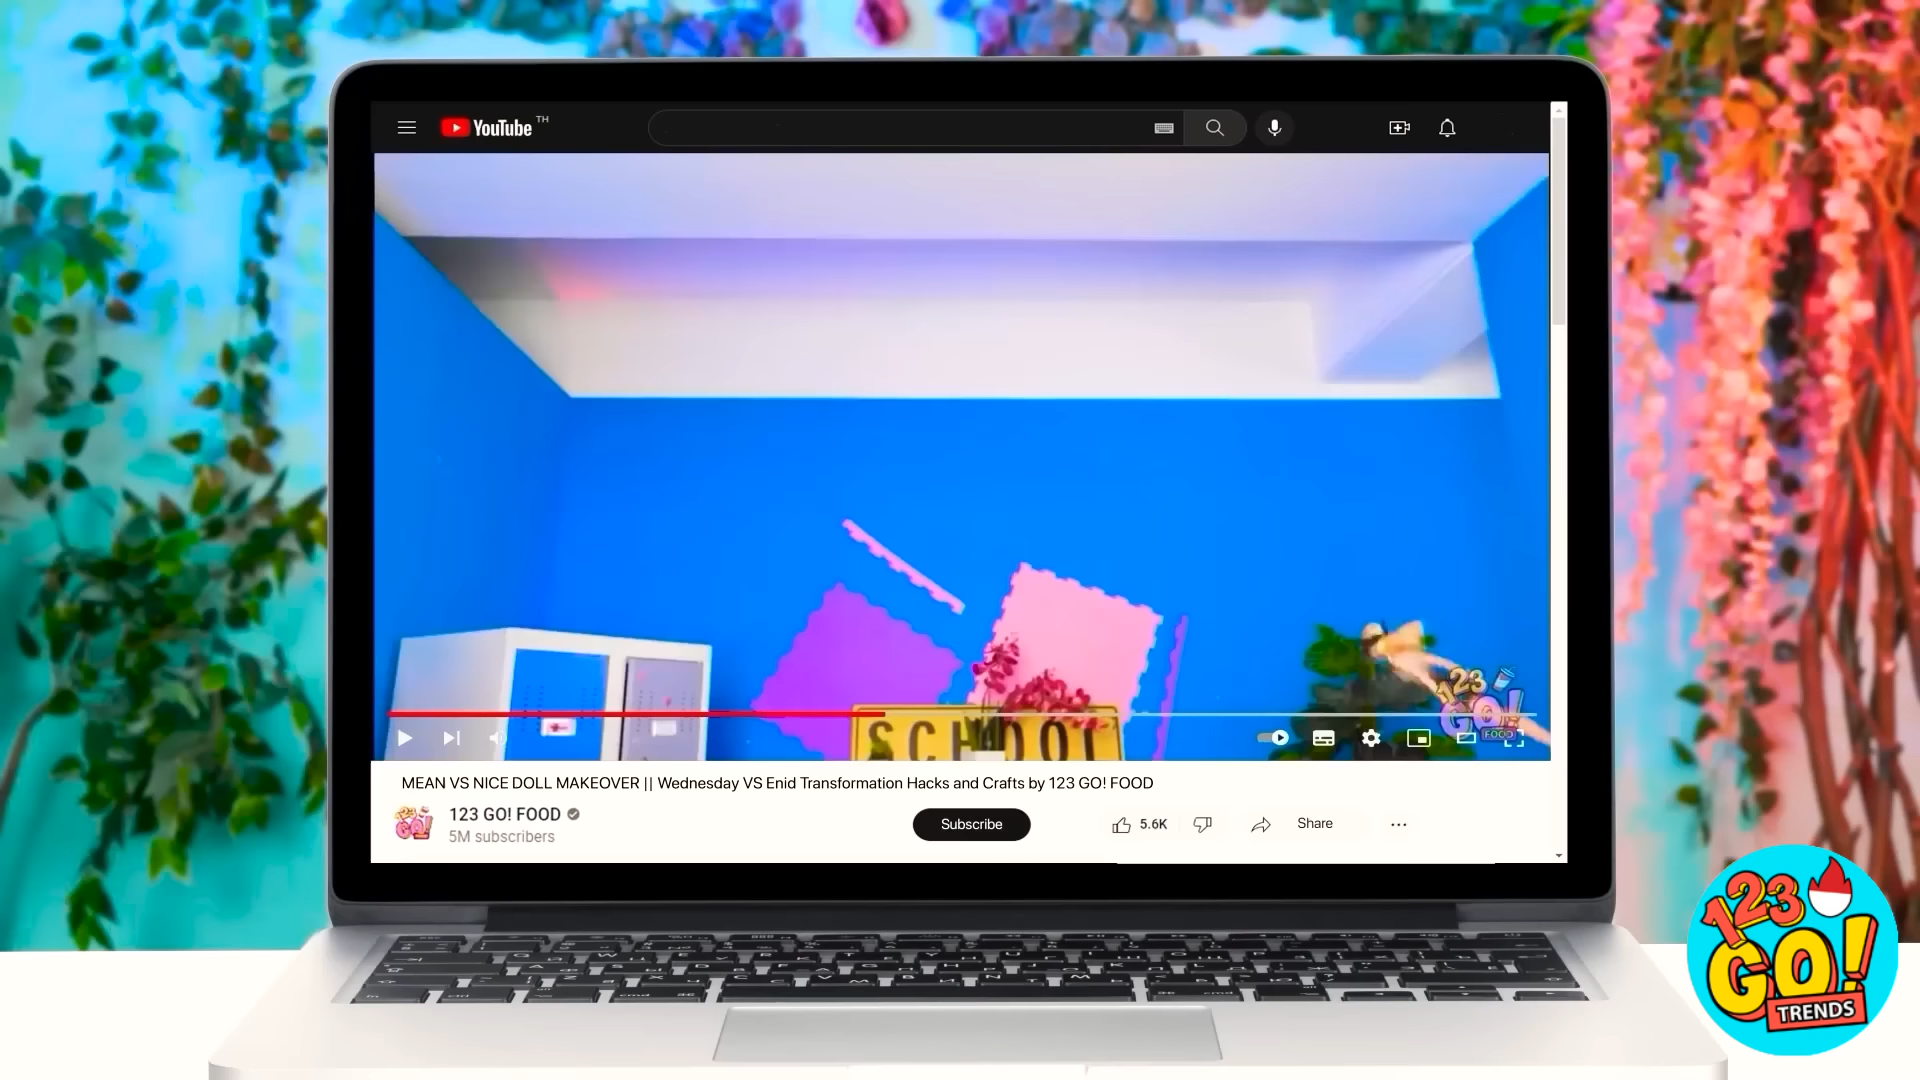 YouTube TH
SCHOOL
123
GO!
FOOD
MEAN VS NICE DOLL MAKEOVER || Wednesday VS Enid Transformation Hacks and Crafts by 123 GO! FOOD
123 GO! FOOD
5M subscribers
Subscribe
5.6K
Share
123
GO!
TRENDS